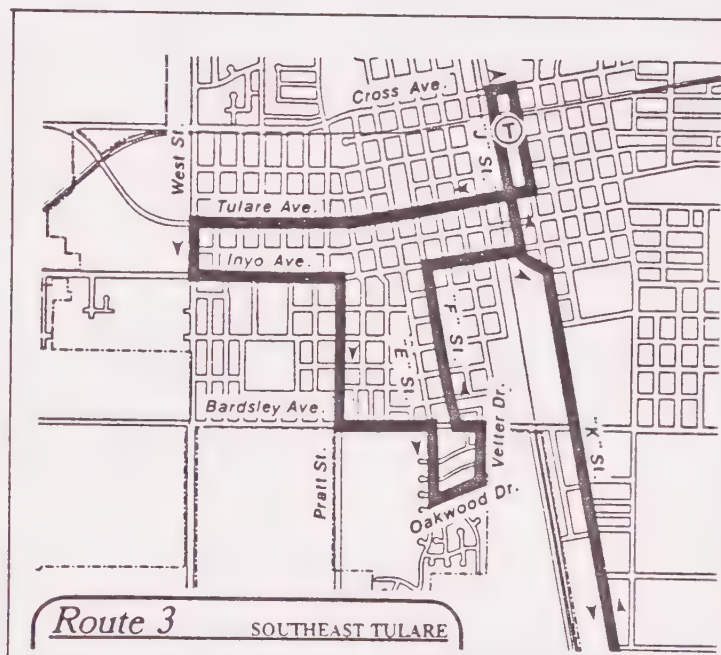 Cross Ave.
T
"J" St.
West St.
Tulare Ave.
Inyo Ave.
"F" St.
"E" St.
Bardsley Ave.
Vetter Dr.
"K" St.
Pratt St.
Oakwood Dr.
Route 3 SOUTHEAST TULARE